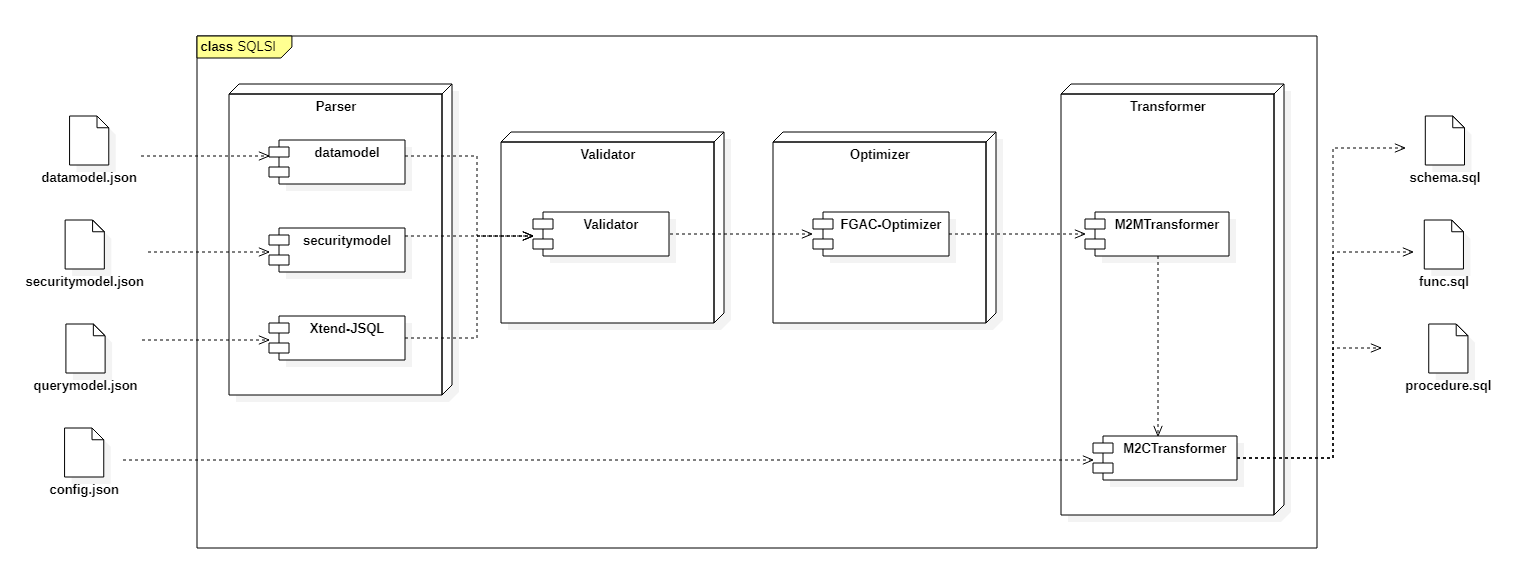 class SQLSI
Parser
Transformer
datamodel.json
datamodel
Validator
Optimizer
schema.sql
securitymodel.json
securitymodel
Validator
FGAC-Optimizer
M2MTransformer
func.sql
querymodel.json
Xtend-JSQL
procedure.sql
config.json
M2CTransformer